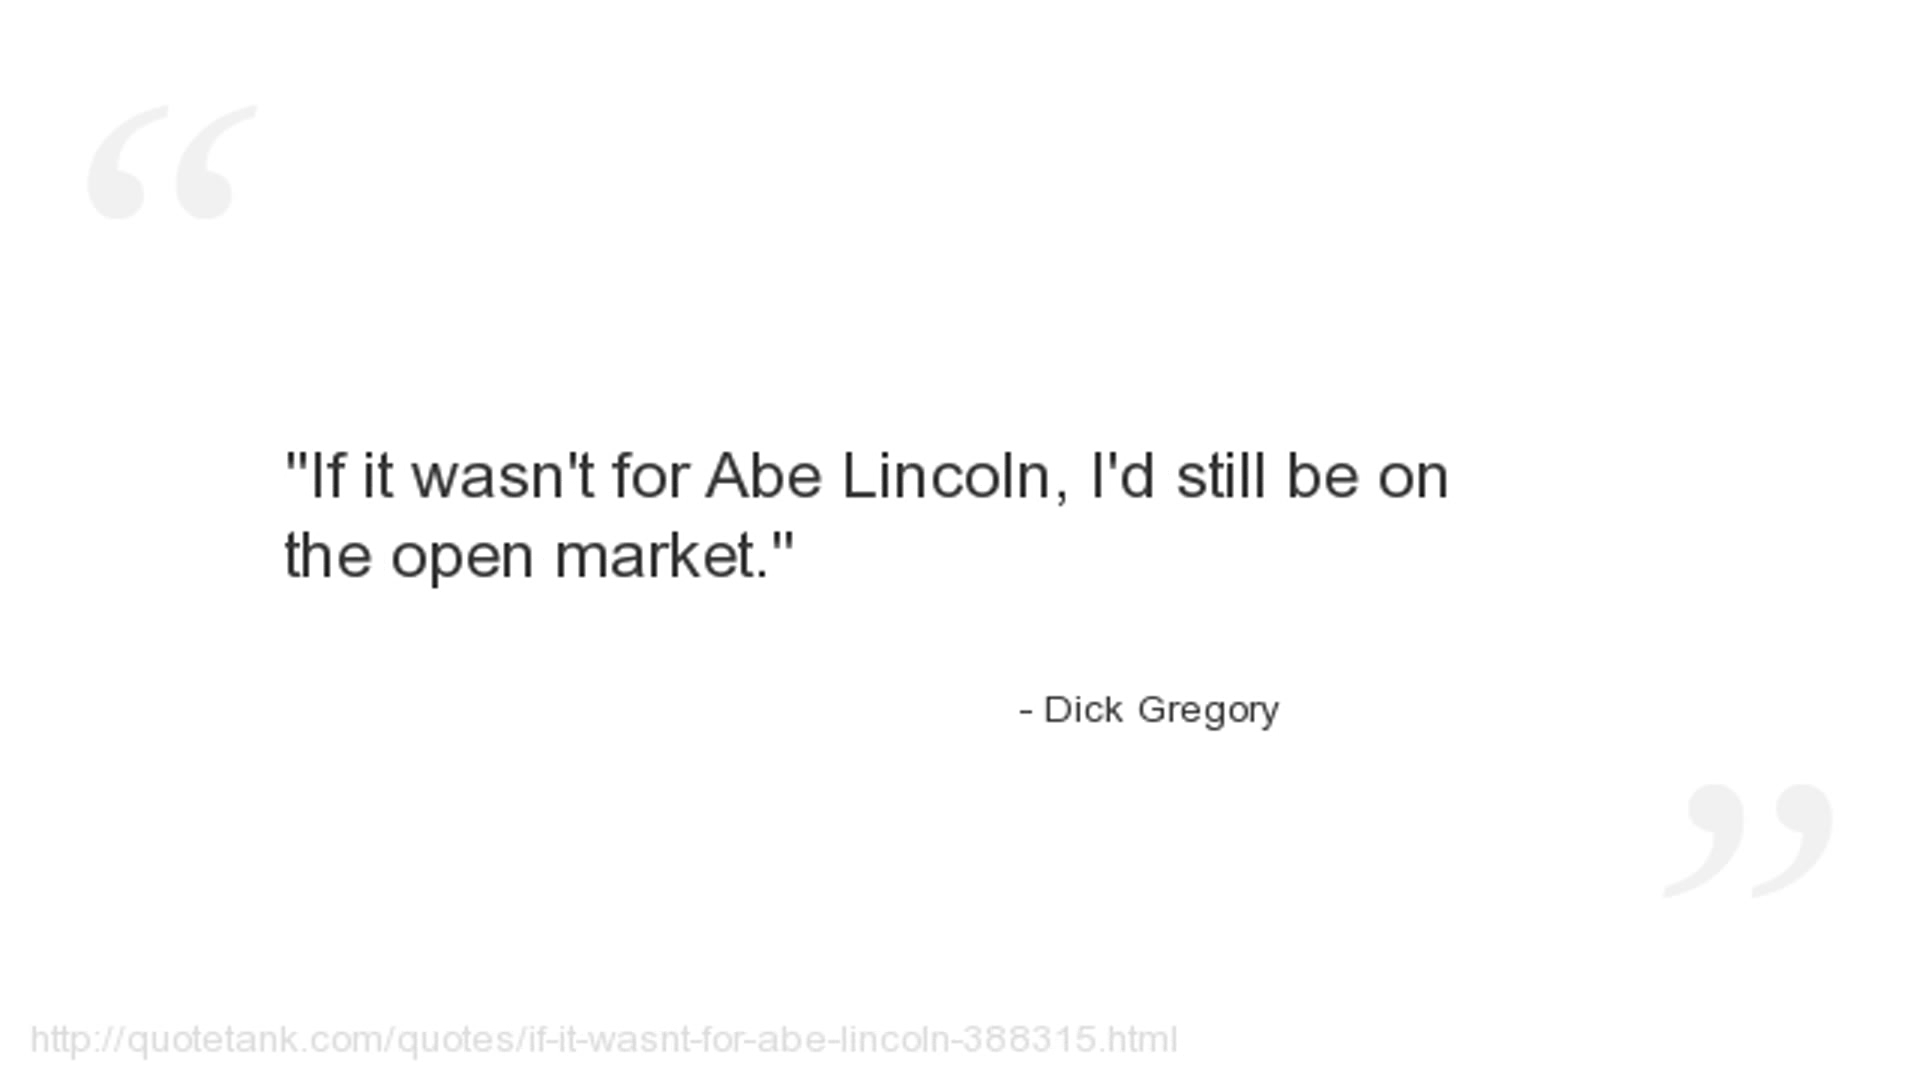 "If it wasn't for Abe Lincoln, I'd still be on
the open market."
- Dick Gregory
http://quotetank.com/quotes/if-it-wasnt-for-abe-lincoln-388315.html